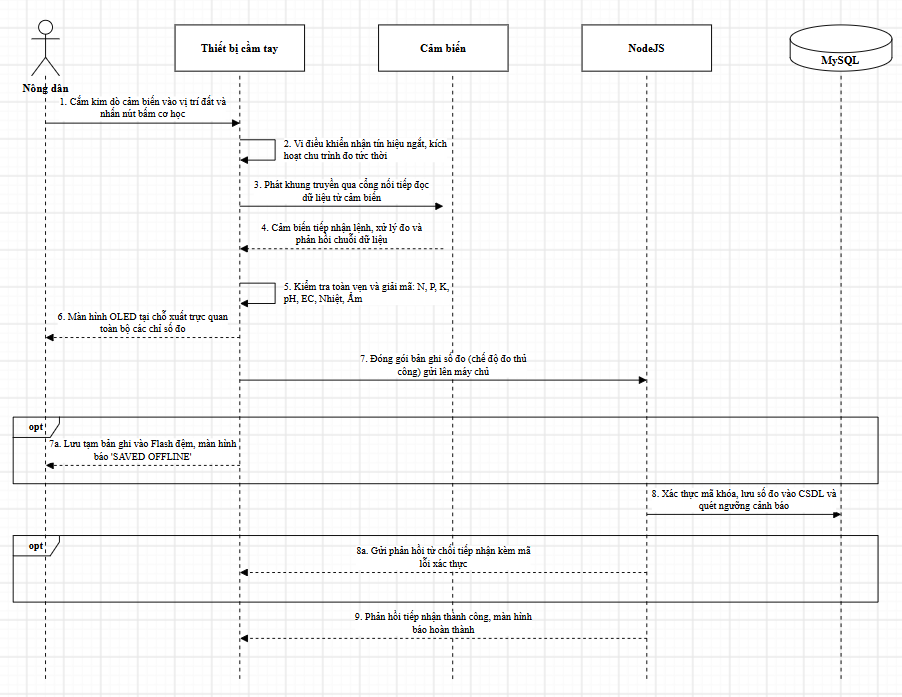 Thiết bị cầm tay
Cảm biến
NodeJS
MySQL
Nông dân
1. Cắm kim dò cảm biến vào vị trí đất và
nhấn nút bấm cơ học
2. Vi điều khiển nhận tín hiệu ngắt, kích
hoạt chu trình đo tức thời
3. Phát khung truyền qua cổng nối tiếp đọc
dữ liệu từ cảm biến
4. Cảm biến tiếp nhận lệnh, xử lý đo và
phản hồi chuỗi dữ liệu
5. Kiểm tra toàn vẹn và giải mã: N, P, K,
pH, EC, Nhiệt, Ẩm
6. Màn hình OLED tại chỗ xuất trực quan
toàn bộ các chỉ số đo
7. Đóng gói bản ghi số đo (chế độ đo thủ
công) gửi lên máy chủ
opt
7a. Lưu tạm bản ghi vào Flash đệm, màn hình
báo 'SAVED OFFLINE'
8. Xác thực mã khóa, lưu số đo vào CSDL và
quét ngưỡng cảnh báo
opt
8a. Gửi phản hồi từ chối tiếp nhận kèm mã
lỗi xác thực
9. Phản hồi tiếp nhận thành công, màn hình
báo hoàn thành